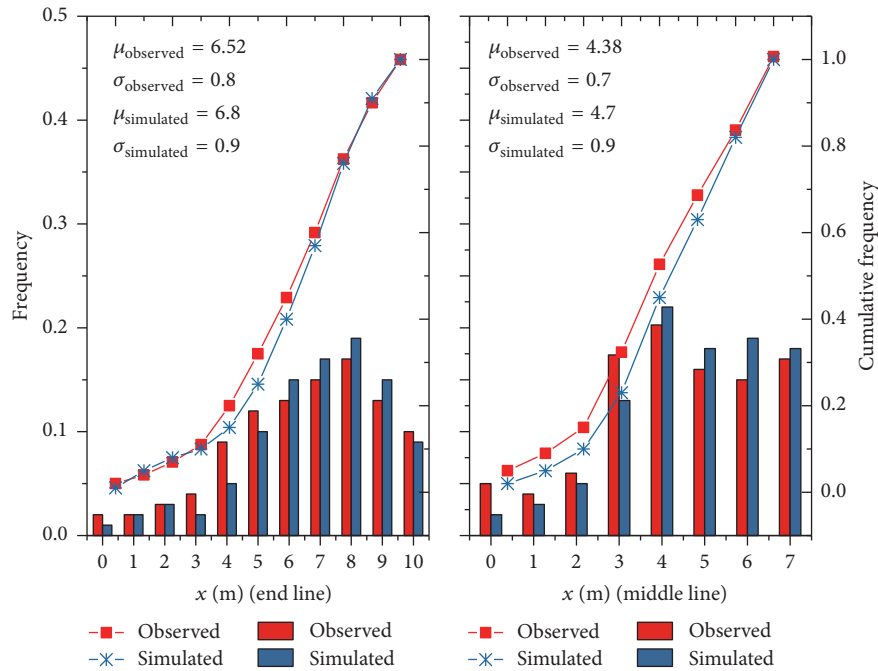 0.5
0.4
0.3
0.2
0.1
0.0
Frequency
μobserved = 6.52
σobserved = 0.8
μsimulated = 6.8
σsimulated = 0.9
0 1 2 3 4 5 6 7 8 9 10
x (m) (end line)
Observed
Simulated
Observed
Simulated
μobserved = 4.38
σobserved = 0.7
μsimulated = 4.7
σsimulated = 0.9
0 1 2 3 4 5 6 7
x (m) (middle line)
1.0
0.8
0.6
0.4
0.2
0.0
Cumulative frequency
Observed
Simulated
Observed
Simulated